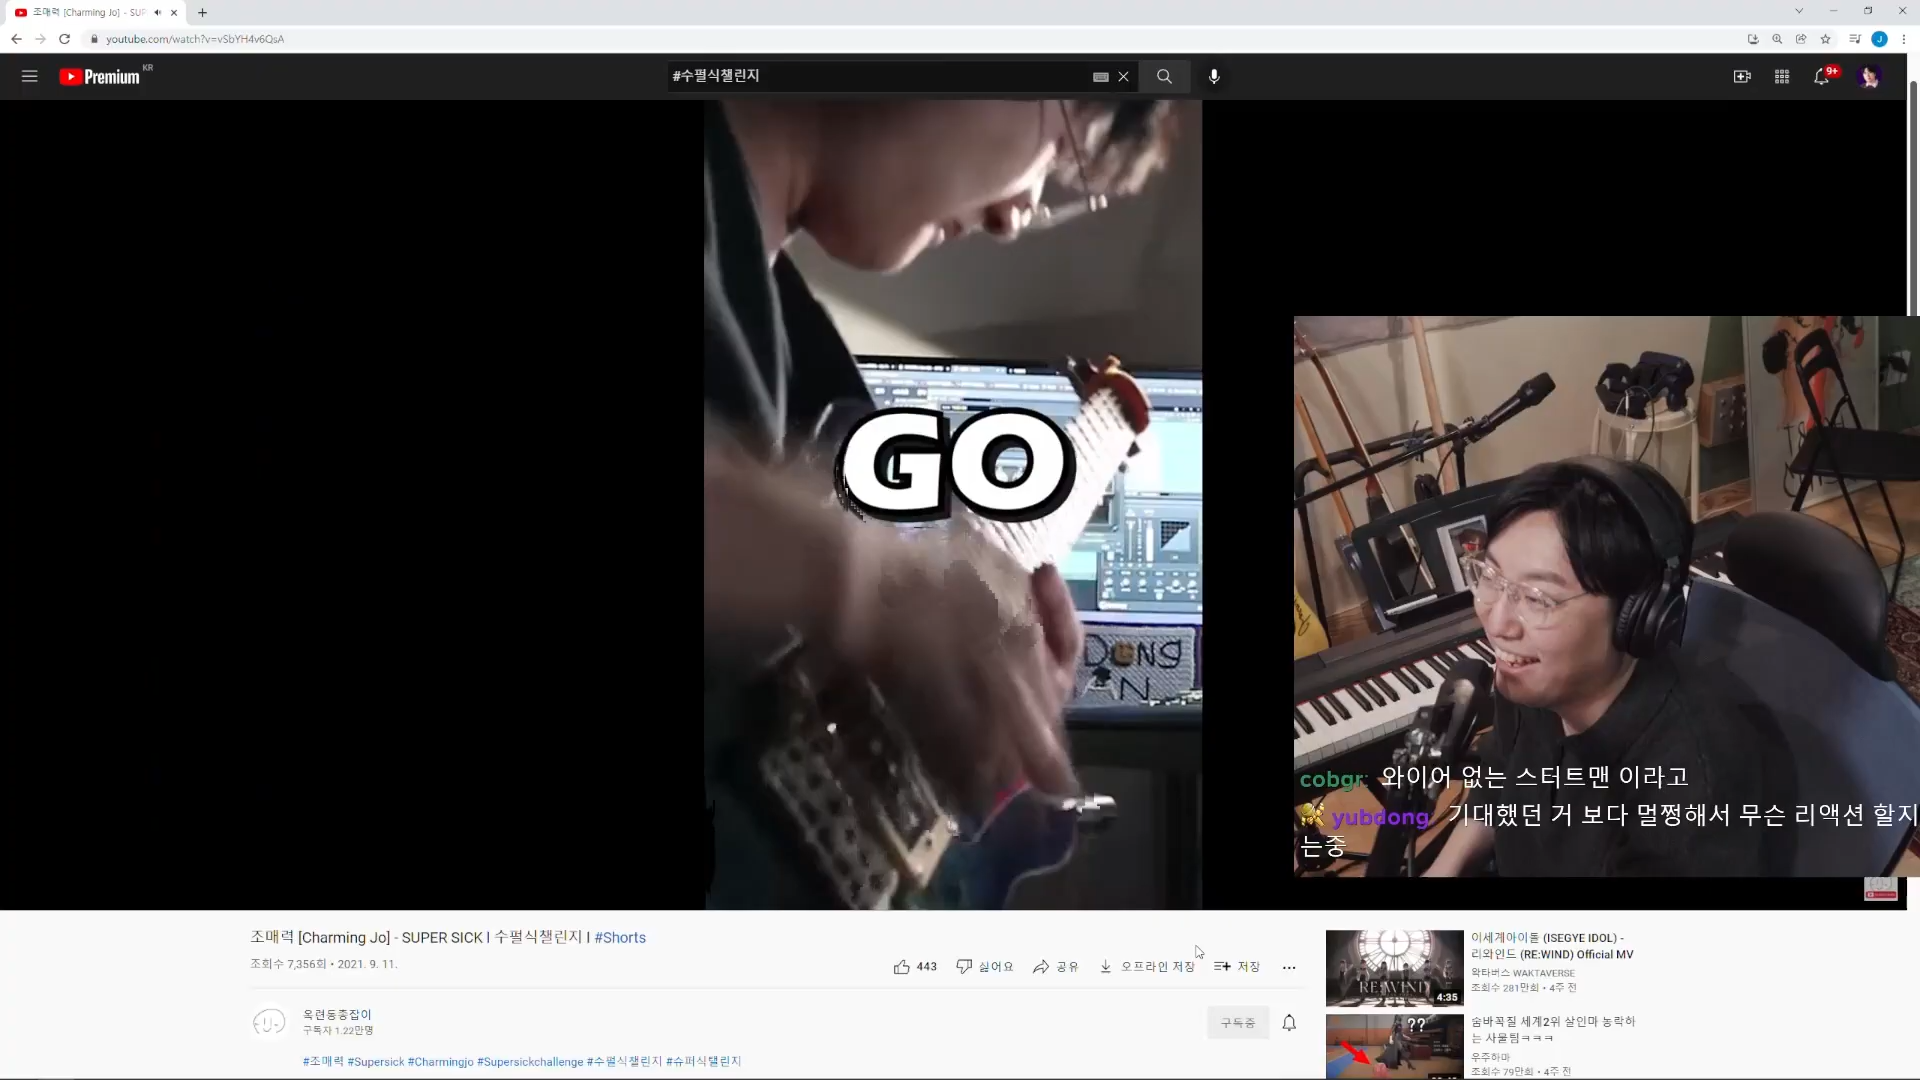 조매력 [Charming Jo] - SUP
youtube.com/watch?v=vSbYH4v6QsA
J
Premium KR
#수펄식챌린지
9+
GO
DONG
N
cobgr: 와이어 없는 스터트맨 이라고
yubdong: 기대했던 거 보다 멀쩡해서 무슨 리액션 할지
는중
조매력 [Charming Jo] - SUPER SICK l 수펄식챌린지 l #Shorts
조회수 7,356회 • 2021. 9. 11.
443
싫어요
공유
오프라인 저장
저장
옥련동종잡이
구독자 1.22만명
구독중
#조매력 #Supersick #Charmingjo #Supersickchallenge #수펄식챌린지 #슈퍼식챌린지
RE:WIND
4:35
이세계아이돌 (ISEGYE IDOL) -
리와인드 (RE:WIND) Official MV
왁타버스 WAKTAVERSE
조회수 281만회 • 4주 전
??
숨바꼭질 세계2위 살인마 농락하
는 사물팀ㅋㅋㅋ
우주하마
조회수 79만회 • 4주 전